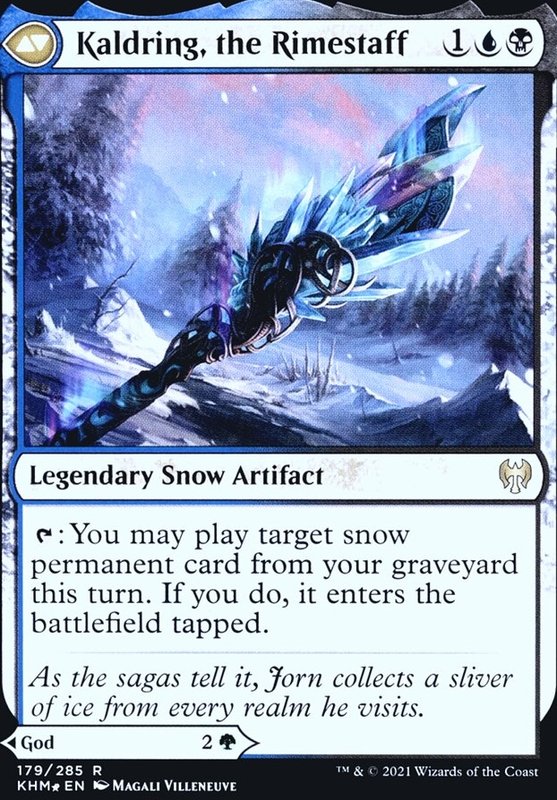 Kaldring, the Rimestaff 1
Legendary Snow Artifact
: You may play target snow
permanent card from your graveyard
this turn. If you do, it enters the
battlefield tapped.
As the sagas tell it, Jorn collects a sliver
of ice from every realm he visits.
God 2
179/285 R
KHM★EN MAGALI VILLENEUVE
™ & © 2021 Wizards of the Coast